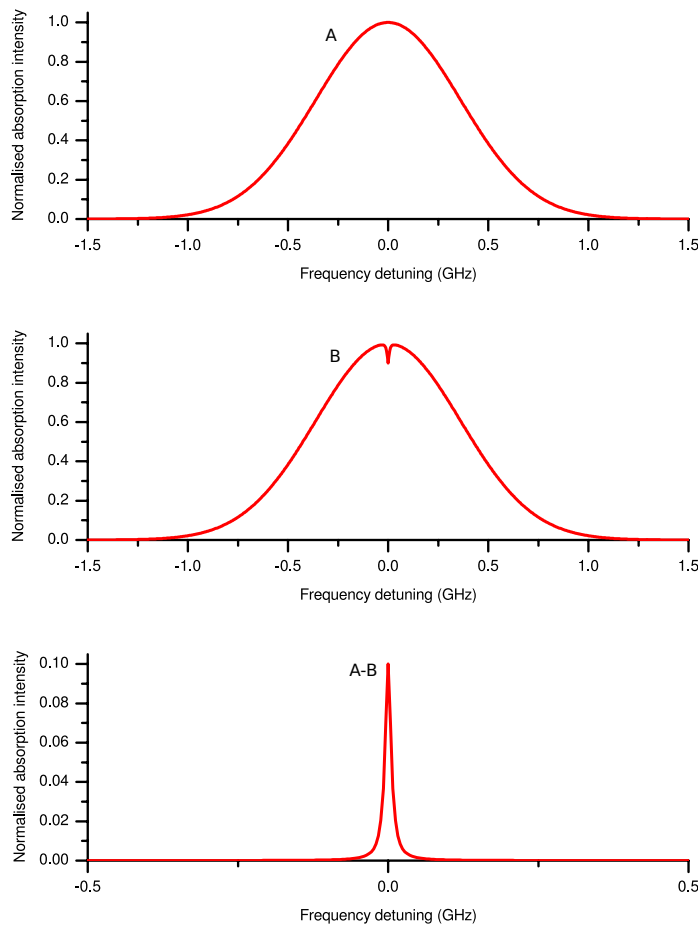 Normalised absorption intensity
1.0
0.8
0.6
0.4
0.2
0.0
A
-1.5 -1.0 -0.5 0.0 0.5 1.0 1.5
Frequency detuning (GHz)
Normalised absorption intensity
1.0
0.8
0.6
0.4
0.2
0.0
B
-1.5 -1.0 -0.5 0.0 0.5 1.0 1.5
Frequency detuning (GHz)
Normalised absorption intensity
0.10
0.08
0.06
0.04
0.02
0.00
A-B
-0.5 0.0 0.5
Frequency detuning (GHz)